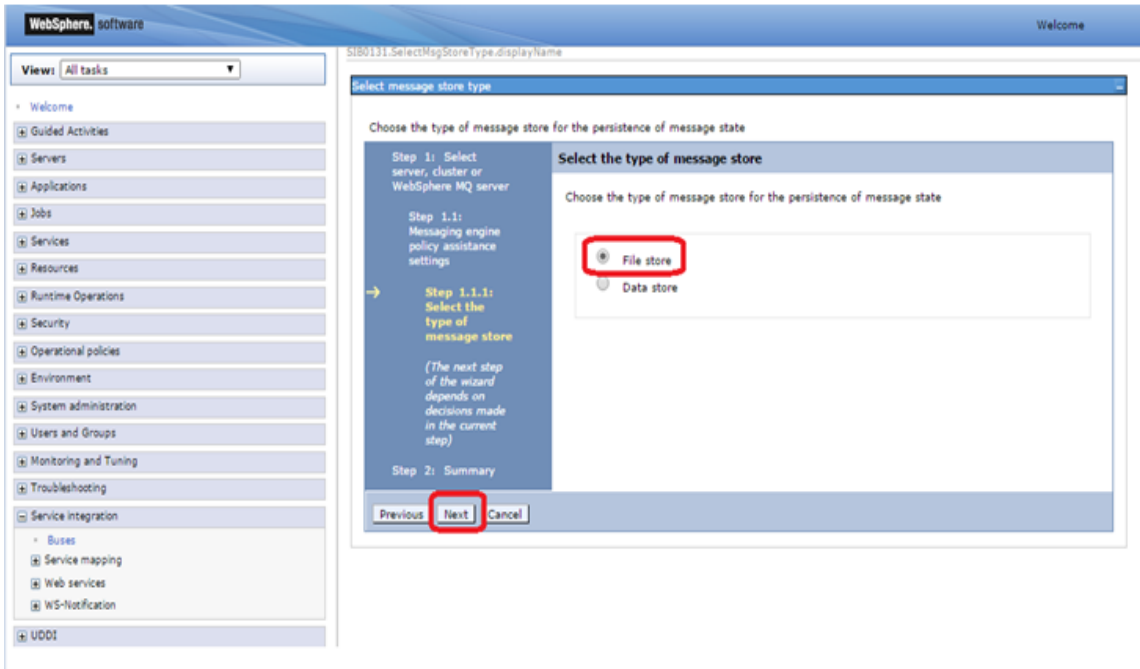 WebSphere. software
Welcome
View: All tasks
Welcome
Guided Activities
Servers
Applications
Jobs
Services
Resources
Runtime Operations
Security
Operational policies
Environment
System administration
Users and Groups
Monitoring and Tuning
Troubleshooting
Service integration
Buses
Service mapping
Web services
WS-Notification
UDDI
SIB0131.SelectMsgStoreType.displayName
Select message store type
Choose the type of message store for the persistence of message state
Step 1: Select
server, cluster or
WebSphere MQ server
Step 1.1:
Messaging engine
policy assistance
settings
Step 1.1.1:
Select the
type of
message store
(The next step
of the wizard
depends on
decisions made
in the current
step)
Step 2: Summary
Select the type of message store
Choose the type of message store for the persistence of message state
File store
Data store
Previous Next Cancel